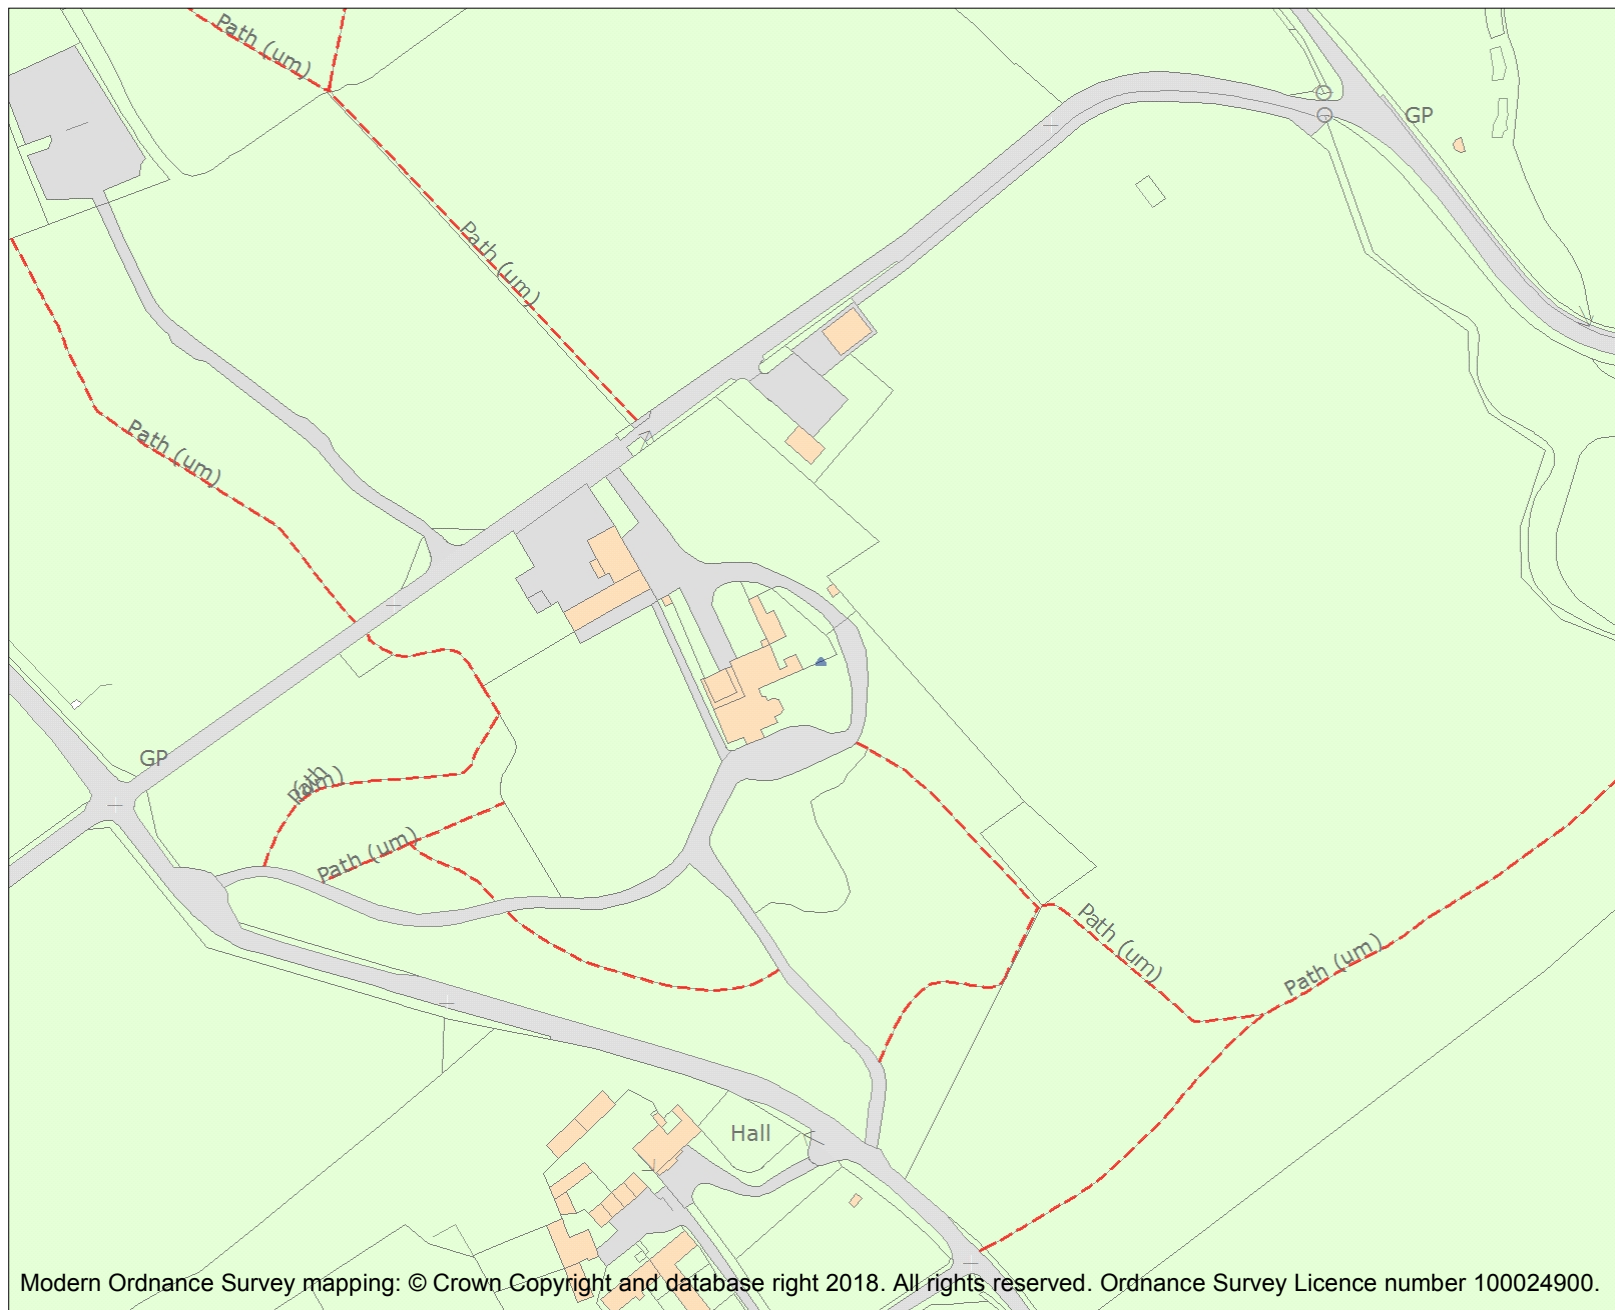 Path (um)
GP
Path (um)
Path (um)
GP
Path (um)
Path (um)
Path (um)
Path (um)
Hall
Modern Ordnance Survey mapping: © Crown Copyright and database right 2018. All rights reserved. Ordnance Survey Licence number 100024900.